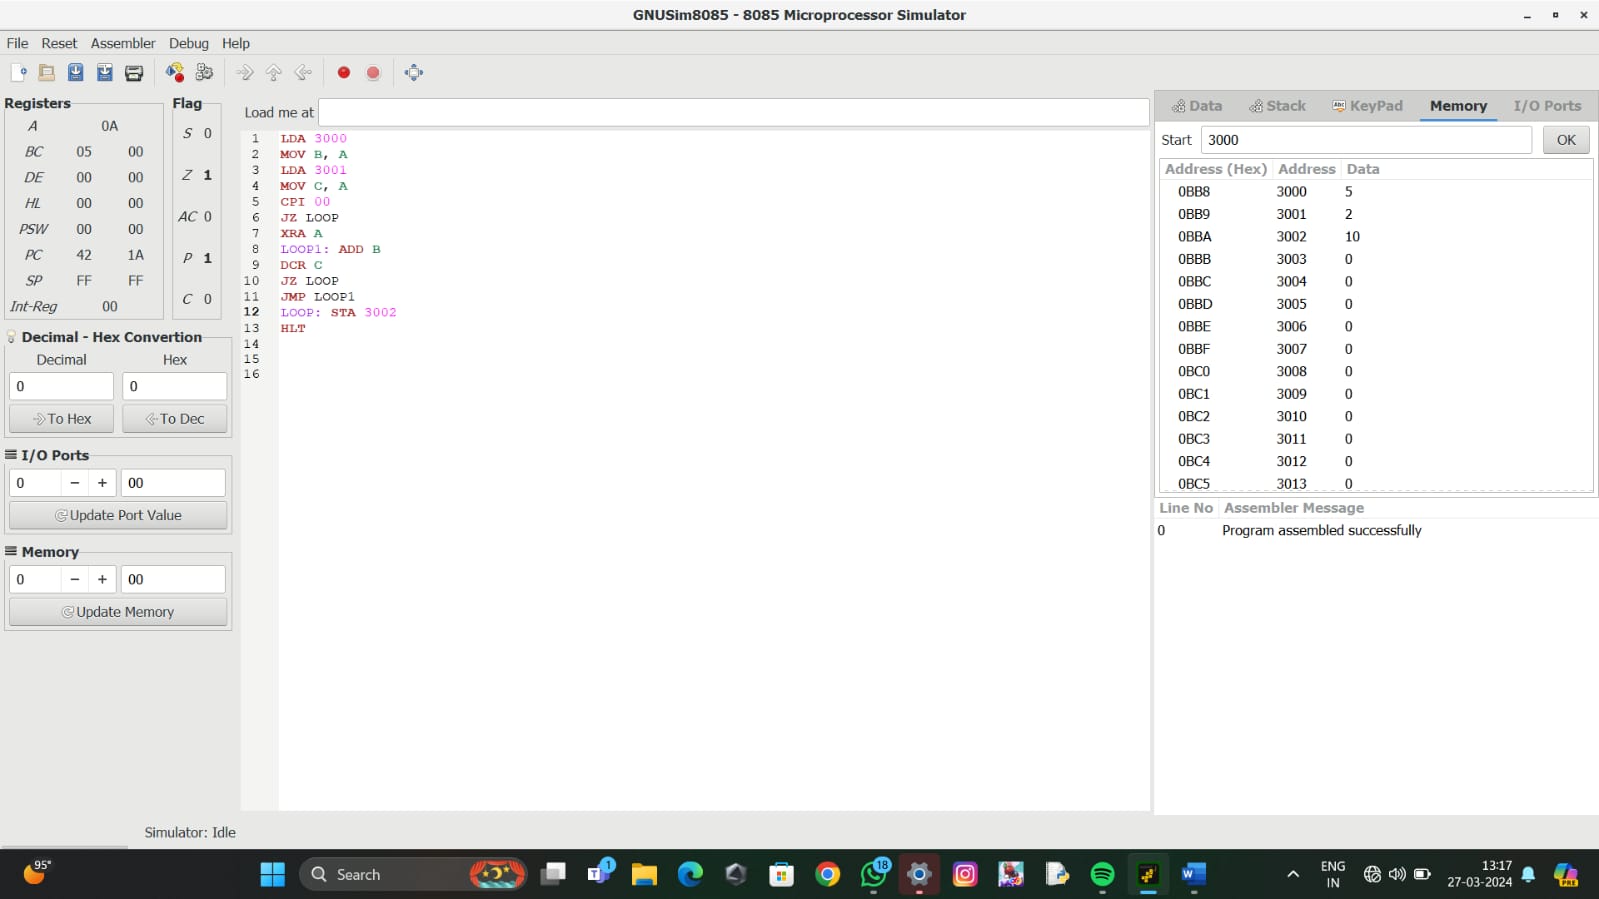 GNUSim8085 - 8085 Microprocessor Simulator
File Reset Assembler Debug Help
Registers
A 0A
BC 05 00
DE 00 00
HL 00 00
PSW 00 00
PC 42 1A
SP FF FF
Int-Reg 00
Flag
S 0
Z 1
AC 0
P 1
C 0
Decimal - Hex Convertion
Decimal Hex
0 0
To Hex To Dec
I/O Ports
0 - + 00
Update Port Value
Memory
0 - + 00
Update Memory
Simulator: Idle
Load me at
1 LDA 3000
2 MOV B, A
3 LDA 3001
4 MOV C, A
5 CPI 00
6 JZ LOOP
7 XRA A
8 LOOP1: ADD B
9 DCR C
10 JZ LOOP
11 JMP LOOP1
12 LOOP: STA 3002
13 HLT
14
15
16
Data Stack Abc KeyPad Memory I/O Ports
Start 3000 OK
Address (Hex) Address Data
0BB8 3000 5
0BB9 3001 2
0BBA 3002 10
0BBB 3003 0
0BBC 3004 0
0BBD 3005 0
0BBE 3006 0
0BBF 3007 0
0BC0 3008 0
0BC1 3009 0
0BC2 3010 0
0BC3 3011 0
0BC4 3012 0
0BC5 3013 0
Line No Assembler Message
0 Program assembled successfully
95°
Search
1
18
W
ENG
IN
13:17
27-03-2024
PRE